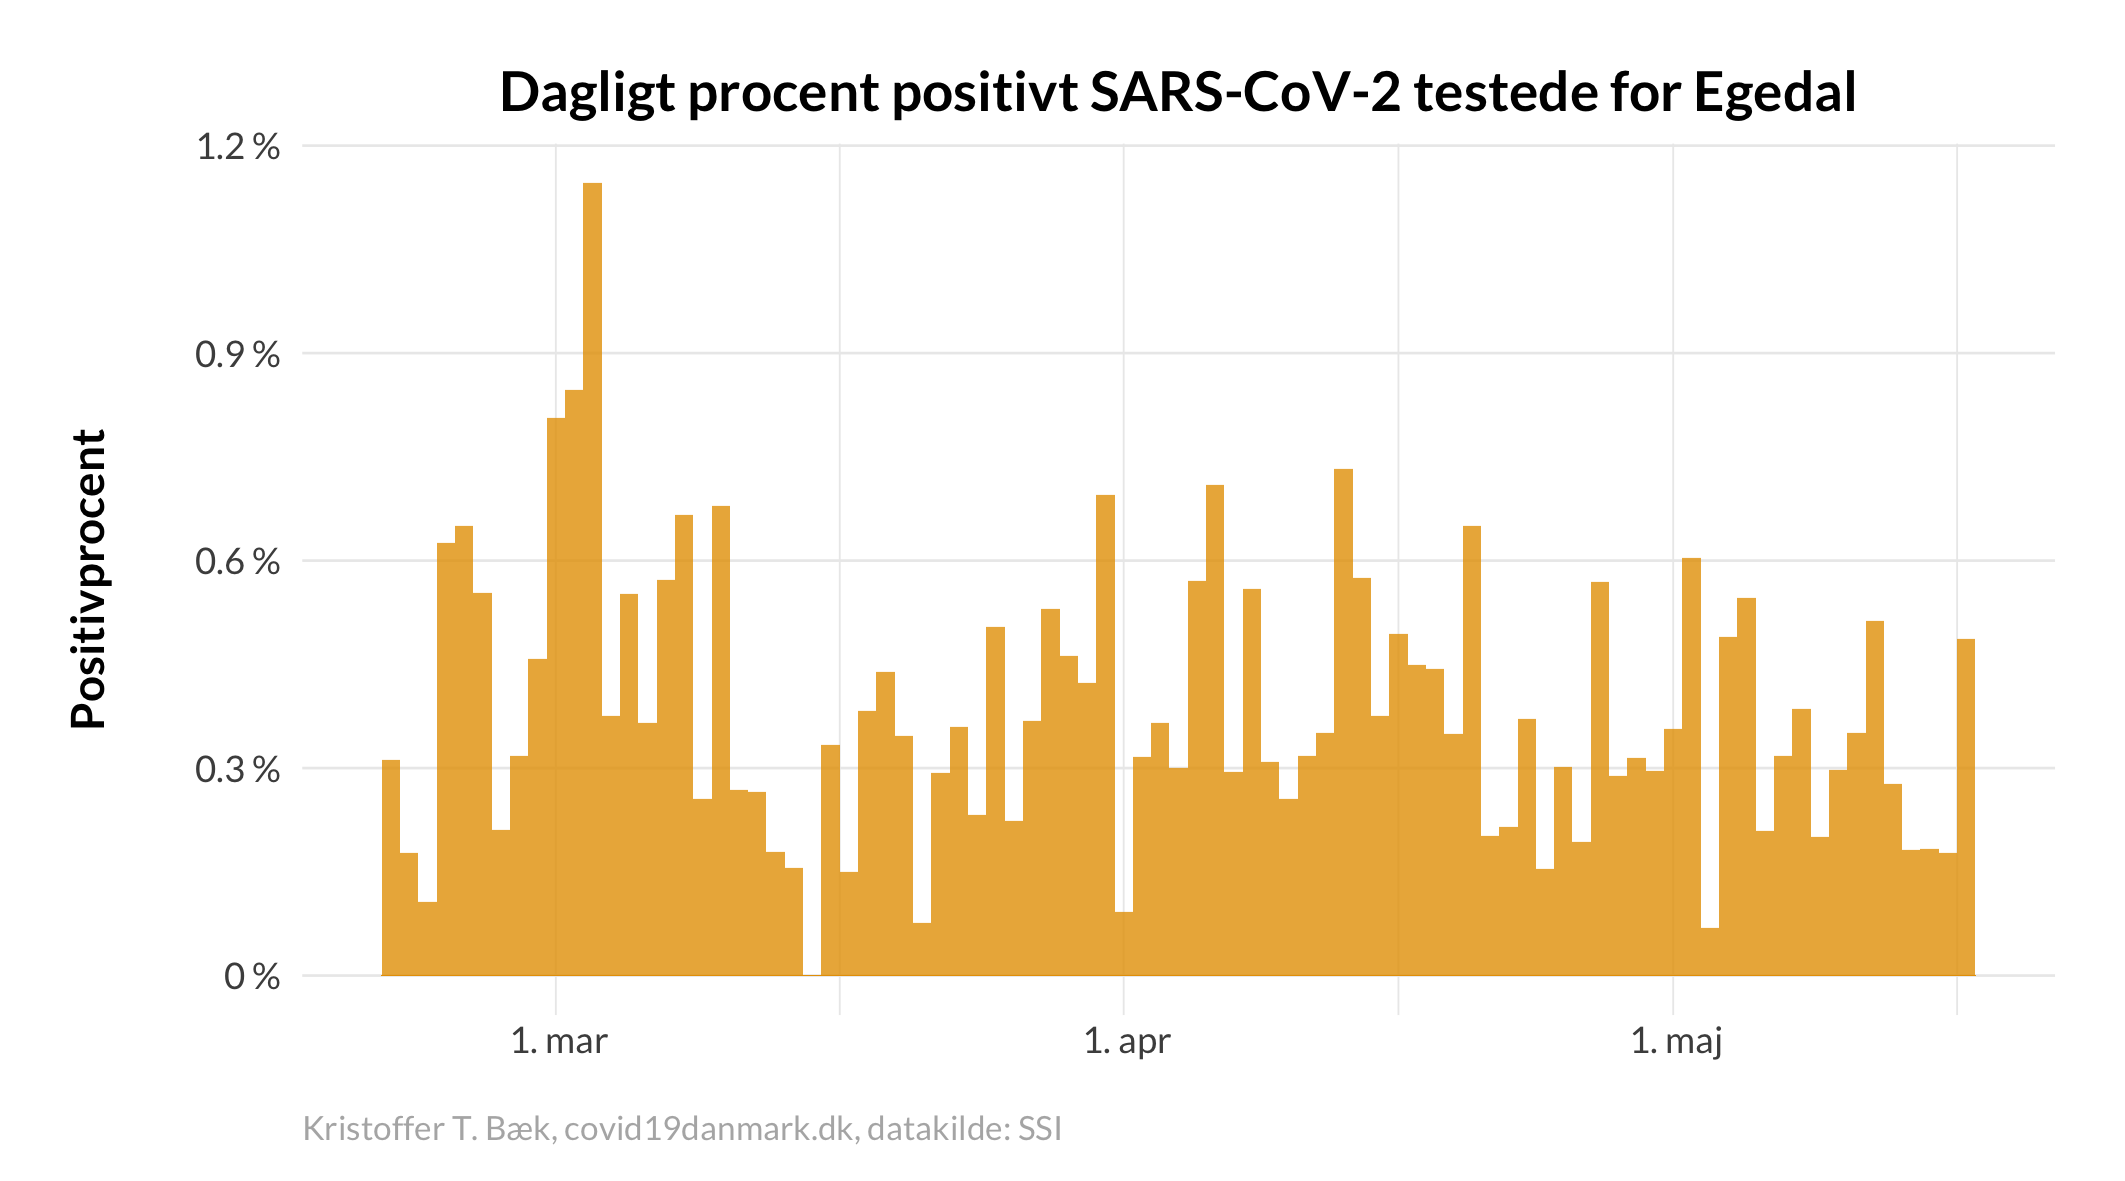 Dagligt procent positivt SARS-CoV-2 testede for Egedal
Positivprocent
1.2 %
0.9 %
0.6 %
0.3 %
0 %
1. mar
1. apr
1. maj
Kristoffer T. Bæk, covid19danmark.dk, datakilde: SSI